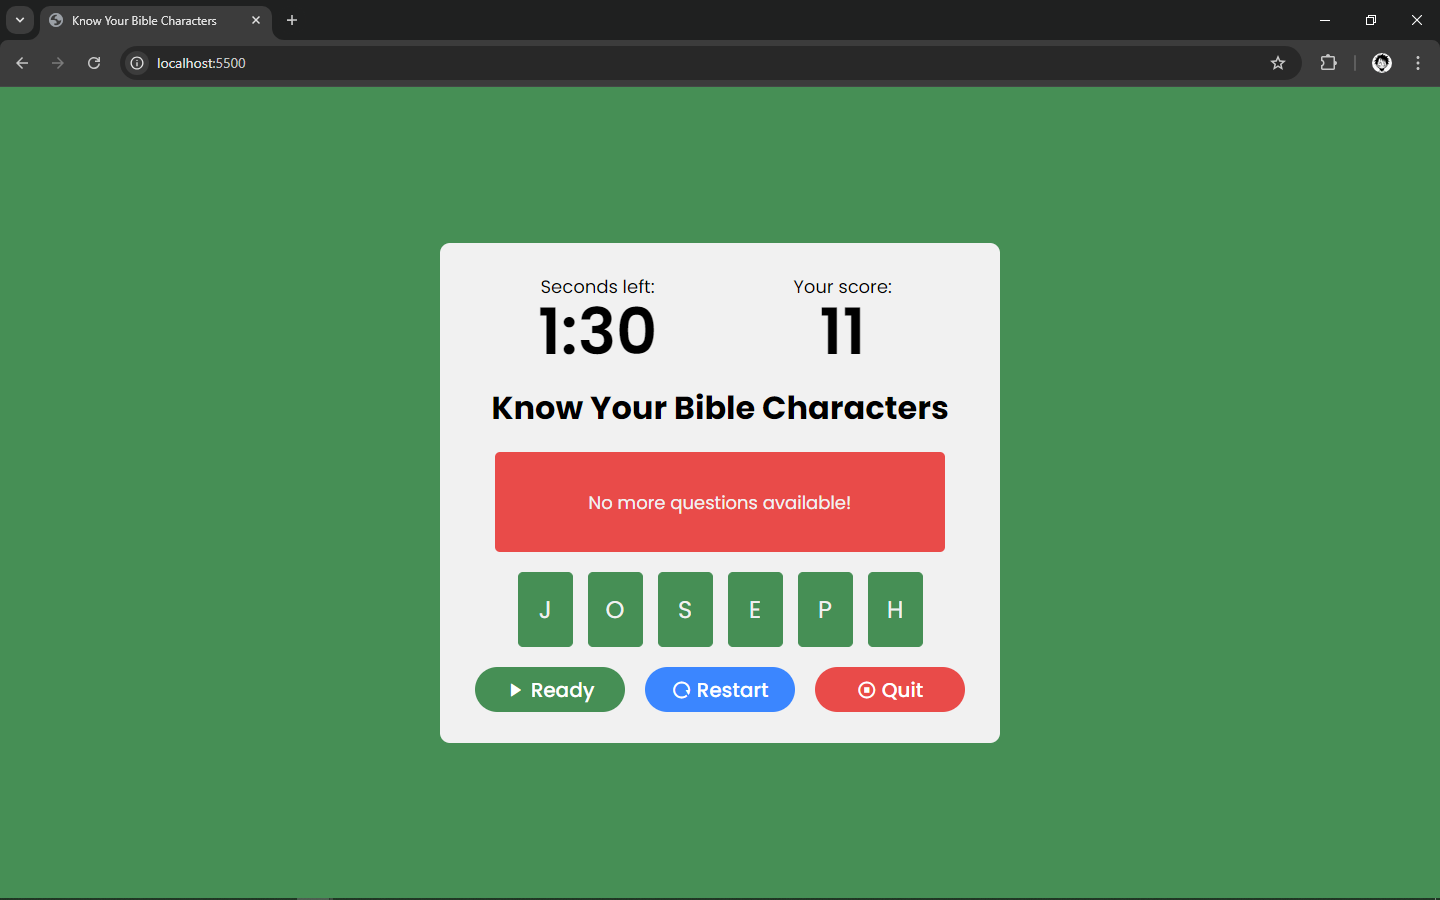 Know Your Bible Characters
localhost:5500
Seconds left:
1:30
Your score:
11
Know Your Bible Characters
No more questions available!
J O S E P H
Ready
Restart
Quit